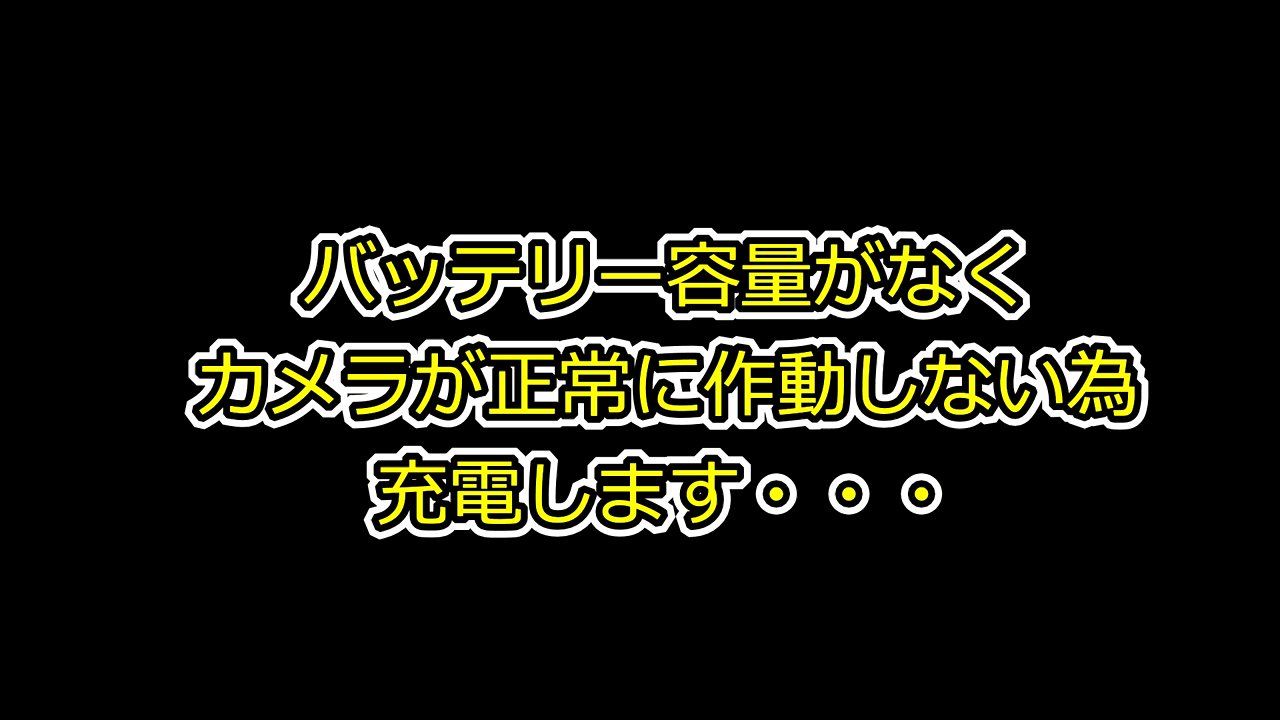 バッテリー容量がなく
カメラが正常に作動しない為
充電します・・・